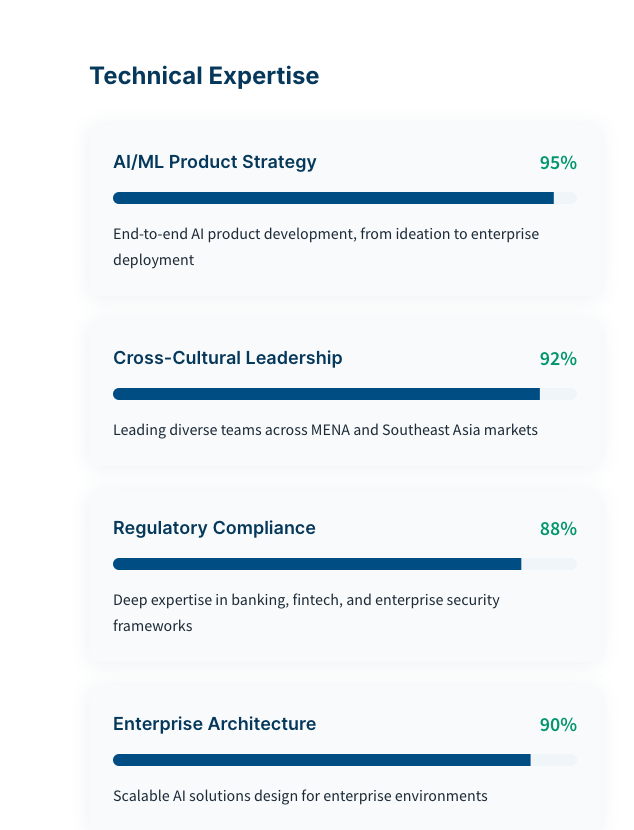 Technical Expertise
AI/ML Product Strategy
95%
End-to-end AI product development, from ideation to enterprise
deployment
Cross-Cultural Leadership
92%
Leading diverse teams across MENA and Southeast Asia markets
Regulatory Compliance
88%
Deep expertise in banking, fintech, and enterprise security
frameworks
Enterprise Architecture
90%
Scalable AI solutions design for enterprise environments